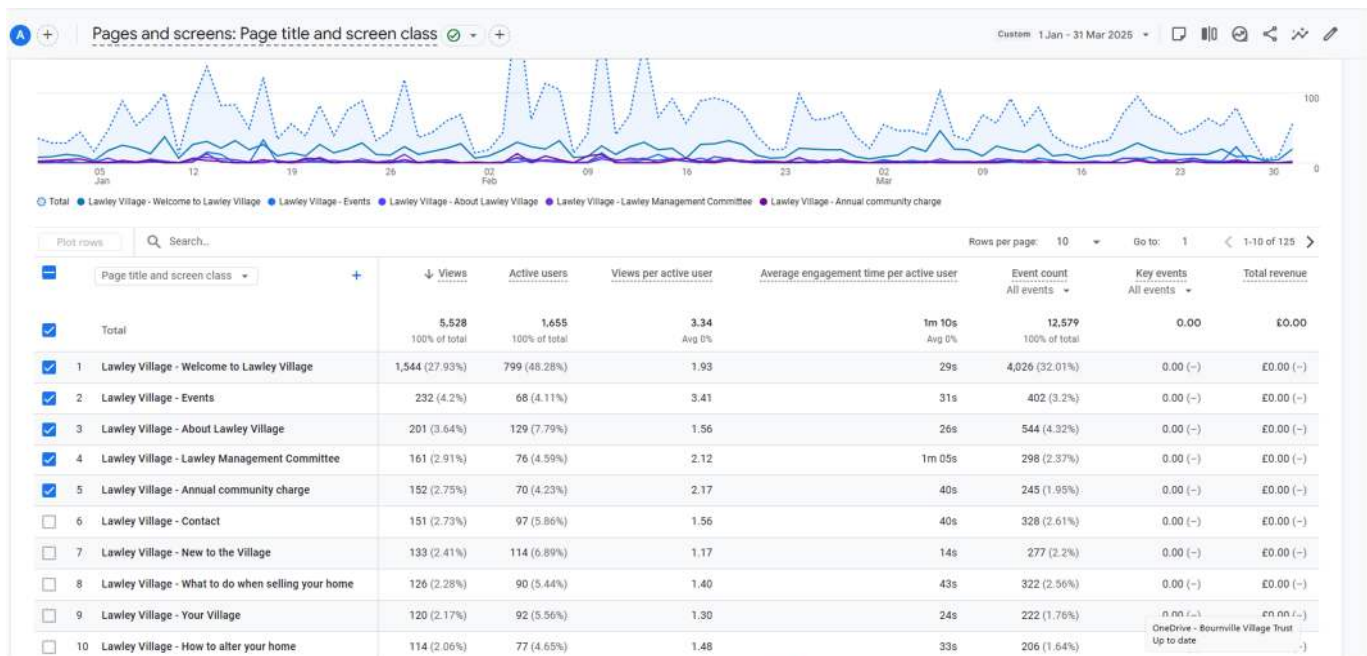 A + Pages and screens: Page title and screen class + Custom 1 Jan - 31 Mar 2025
100
0
05 12 19 26 02 09 16 23 02 09 16 23 30
Jan Feb Mar
Total Lawley Village - Welcome to Lawley Village Lawley Village - Events Lawley Village - About Lawley Village Lawley Village - Lawley Management Committee Lawley Village - Annual community charge
Plot rows Search... Rows per page: 10 Go to: 1 1-10 of 125
Page title and screen class + Views Active users Views per active user Average engagement time per active user Event count Key events Total revenue
All events All events
Total 5,528 1,655 3.34 1m 10s 12,579 0.00 £0.00
100% of total 100% of total Avg 0% Avg 0% 100% of total
1 Lawley Village - Welcome to Lawley Village 1,544 (27.93%) 799 (48.28%) 1.93 29s 4,026 (32.01%) 0.00 (–) £0.00 (–)
2 Lawley Village - Events 232 (4.2%) 68 (4.11%) 3.41 31s 402 (3.2%) 0.00 (–) £0.00 (–)
3 Lawley Village - About Lawley Village 201 (3.64%) 129 (7.79%) 1.56 26s 544 (4.32%) 0.00 (–) £0.00 (–)
4 Lawley Village - Lawley Management Committee 161 (2.91%) 76 (4.59%) 2.12 1m 05s 298 (2.37%) 0.00 (–) £0.00 (–)
5 Lawley Village - Annual community charge 152 (2.75%) 70 (4.23%) 2.17 40s 245 (1.95%) 0.00 (–) £0.00 (–)
6 Lawley Village - Contact 151 (2.73%) 97 (5.86%) 1.56 40s 328 (2.61%) 0.00 (–) £0.00 (–)
7 Lawley Village - New to the Village 133 (2.41%) 114 (6.89%) 1.17 14s 277 (2.2%) 0.00 (–) £0.00 (–)
8 Lawley Village - What to do when selling your home 126 (2.28%) 90 (5.44%) 1.40 43s 322 (2.56%) 0.00 (–) £0.00 (–)
9 Lawley Village - Your Village 120 (2.17%) 92 (5.56%) 1.30 24s 222 (1.76%) 0.00 (–) £0.00 (–)
OneDrive - Bournville Village Trust
Up to date
10 Lawley Village - How to alter your home 114 (2.06%) 77 (4.65%) 1.48 33s 206 (1.64%)